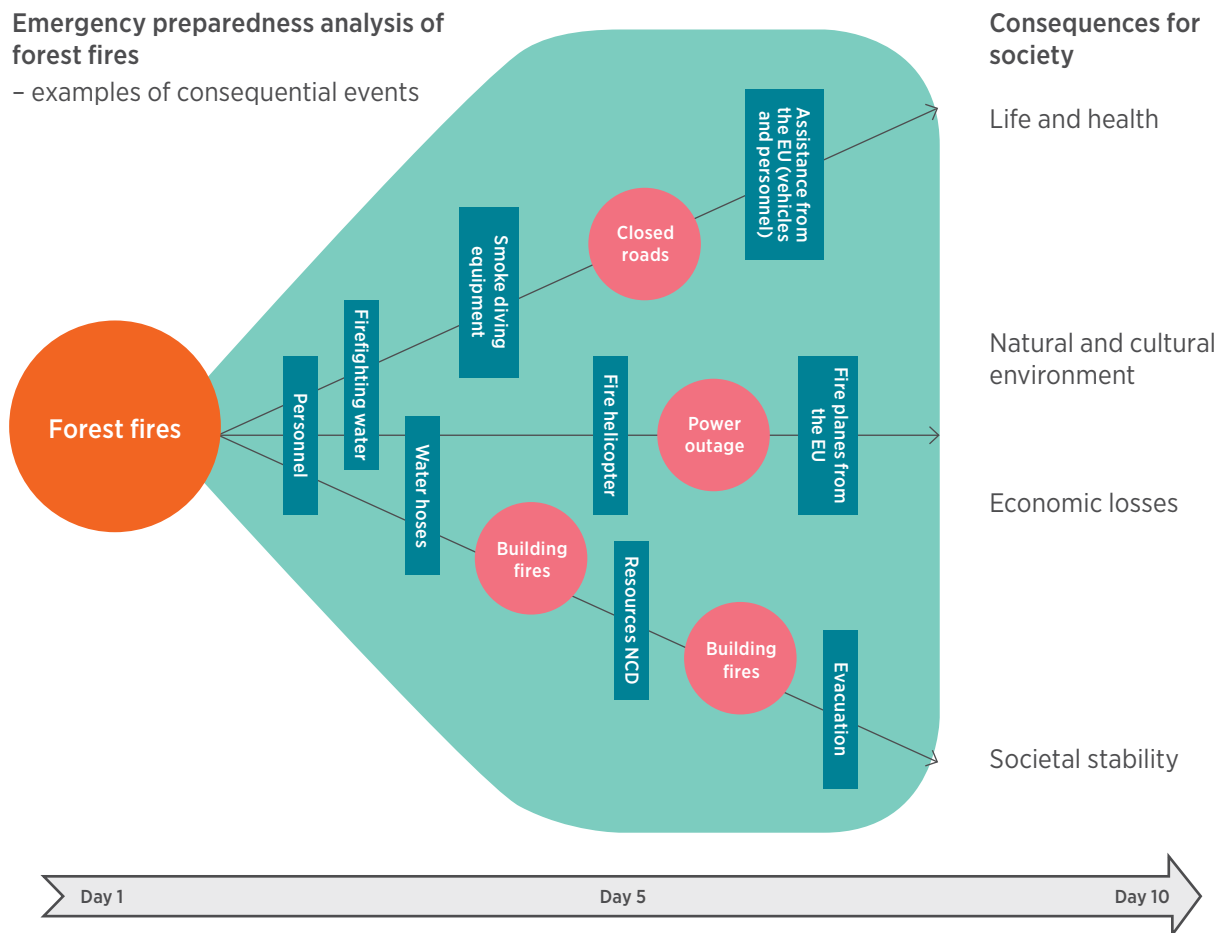 Emergency preparedness analysis of
forest fires
– examples of consequential events
Consequences for
society
Life and health
Natural and cultural
environment
Economic losses
Societal stability
Forest fires
Personnel
Firefighting water
Water hoses
Smoke diving
equipment
Building
fires
Closed
roads
Fire helicopter
Resources NCD
Power
outage
Building
fires
Assistance from
the EU (vehicles
and personnel)
Fire planes from
the EU
Evacuation
Day 1
Day 5
Day 10